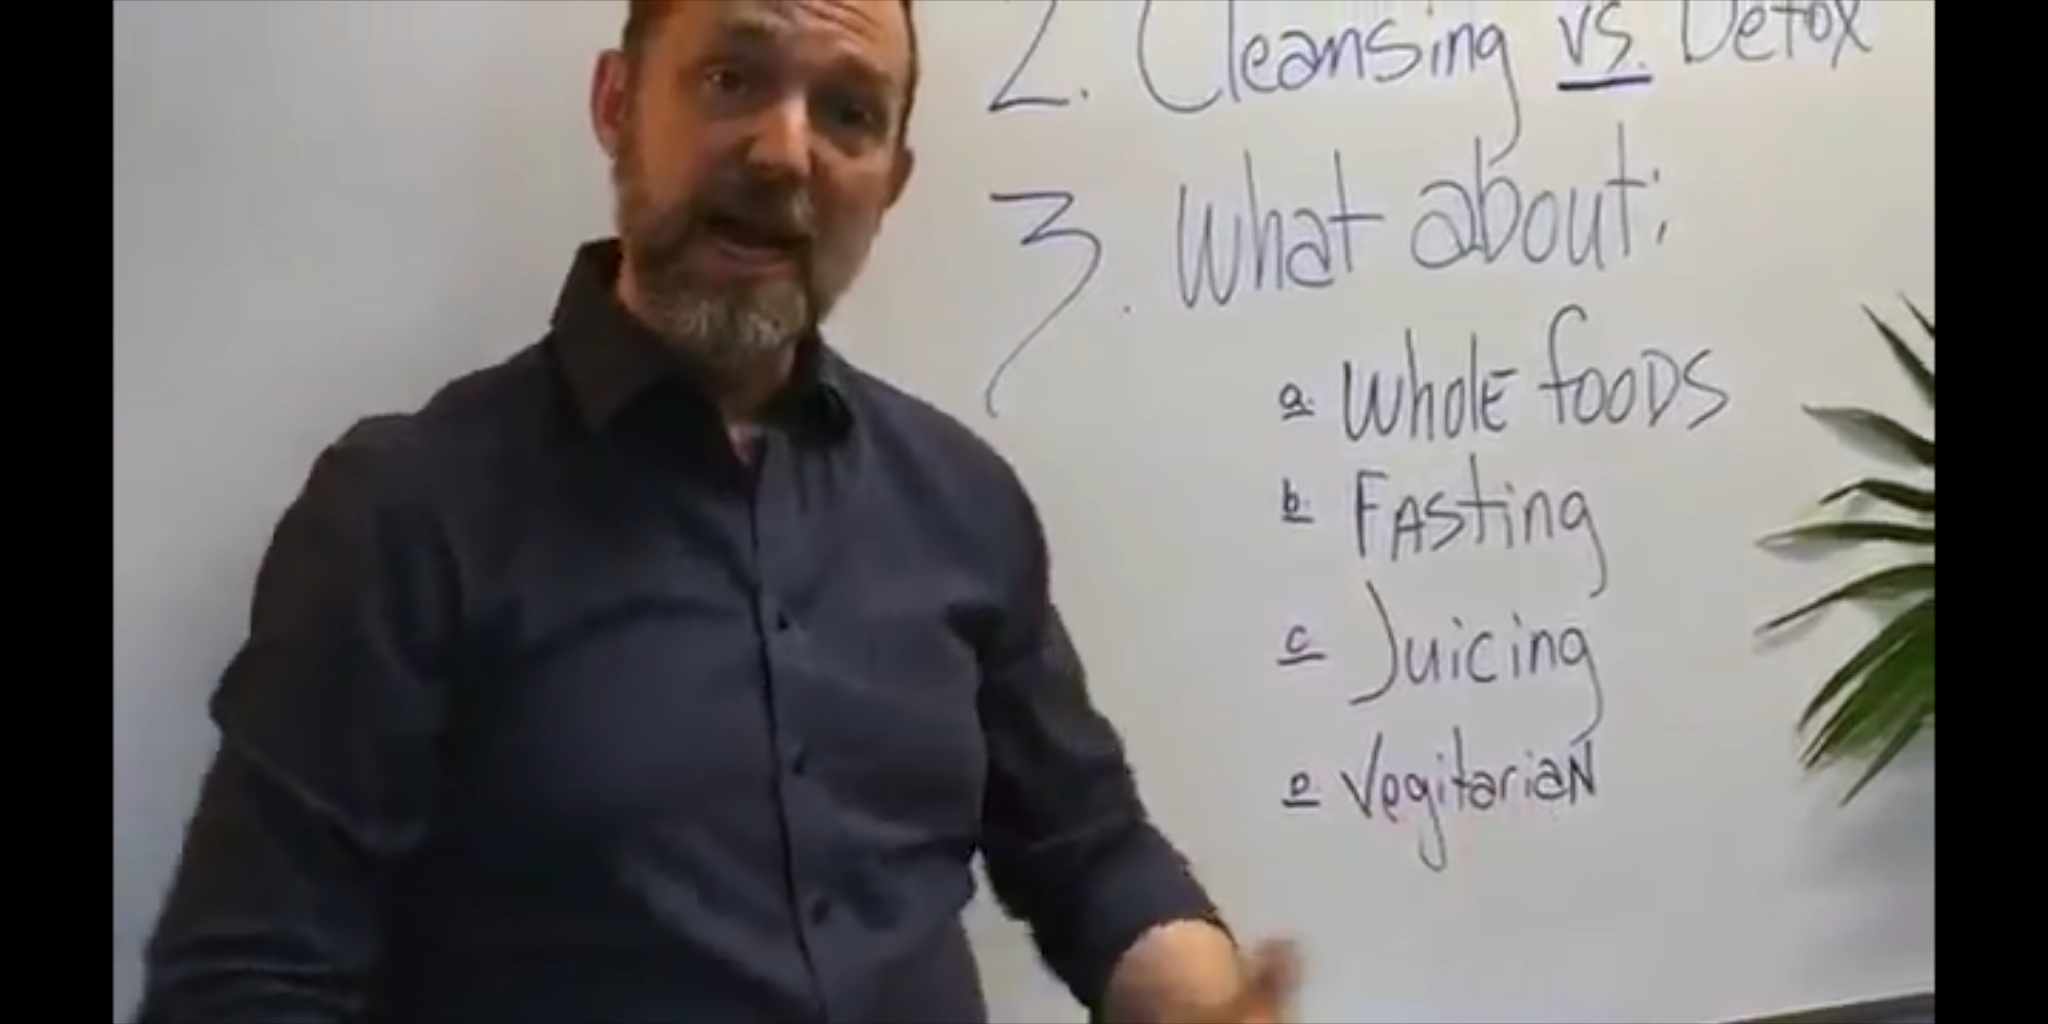 2. Cleansing vs. Detox
3. What about:
a. Whole foods
b. Fasting
c. Juicing
D. Vegitarian